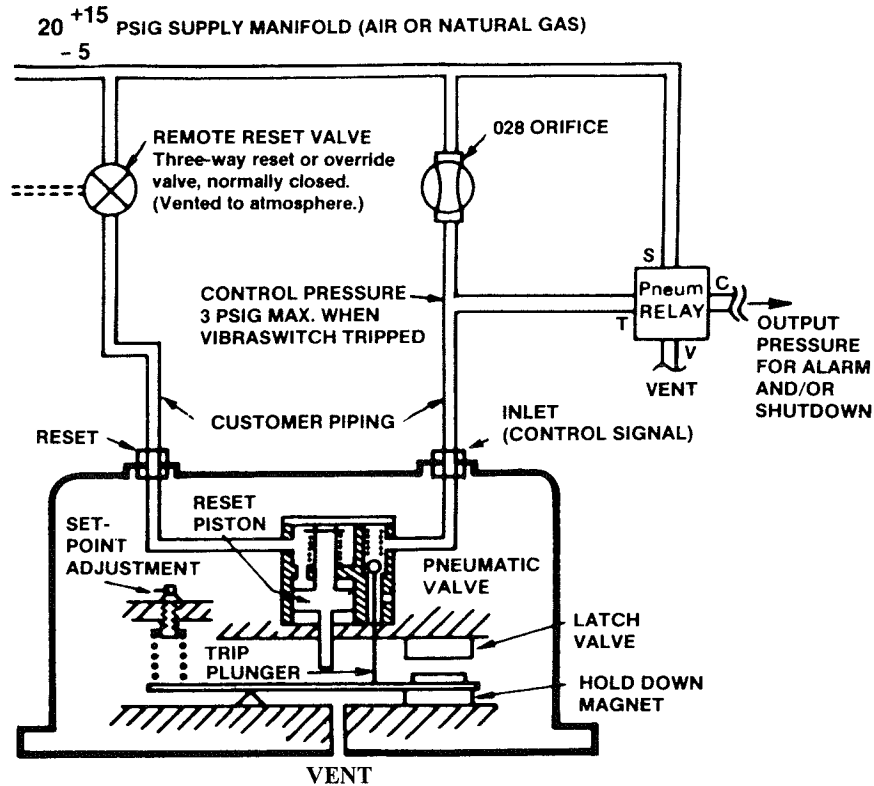 20 +15 - 5 PSIG SUPPLY MANIFOLD (AIR OR NATURAL GAS)
REMOTE RESET VALVE
Three-way reset or override
valve, normally closed.
(Vented to atmosphere.)
028 ORIFICE
CONTROL PRESSURE
3 PSIG MAX. WHEN
VIBRASWITCH TRIPPED
S
Pneum
RELAY
C
T
V
VENT
OUTPUT
PRESSURE
FOR ALARM
AND/OR
SHUTDOWN
CUSTOMER PIPING
RESET
INLET
(CONTROL SIGNAL)
RESET
PISTON
SET-
POINT
ADJUSTMENT
PNEUMATIC
VALVE
LATCH
VALVE
TRIP
PLUNGER
HOLD DOWN
MAGNET
VENT